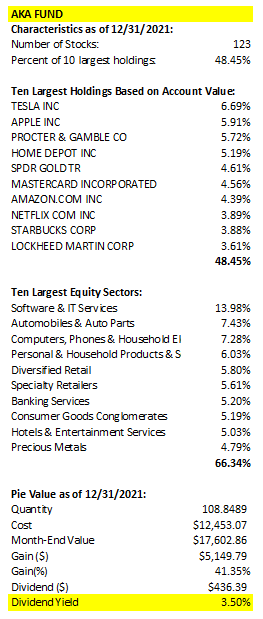 AKA FUND
Characteristics as of 12/31/2021:
Number of Stocks: 123
Percent of 10 largest holdings: 48.45%
Ten Largest Holdings Based on Account Value:
TESLA INC 6.69%
APPLE INC 5.91%
PROCTER & GAMBLE CO 5.72%
HOME DEPOT INC 5.19%
SPDR GOLD TR 4.61%
MASTERCARD INCORPORATED 4.56%
AMAZON.COM INC 4.39%
NETFLIX COM INC 3.89%
STARBUCKS CORP 3.88%
LOCKHEED MARTIN CORP 3.61%
48.45%
Ten Largest Equity Sectors:
Software & IT Services 13.98%
Automobiles & Auto Parts 7.43%
Computers, Phones & Household El 7.28%
Personal & Household Products & S 6.03%
Diversified Retail 5.80%
Specialty Retailers 5.61%
Banking Services 5.20%
Consumer Goods Conglomerates 5.19%
Hotels & Entertainment Services 5.03%
Precious Metals 4.79%
66.34%
Pie Value as of 12/31/2021:
Quantity 108.8489
Cost $12,453.07
Month-End Value $17,602.86
Gain ($) $5,149.79
Gain(%) 41.35%
Dividend ($) $436.39
Dividend Yield 3.50%